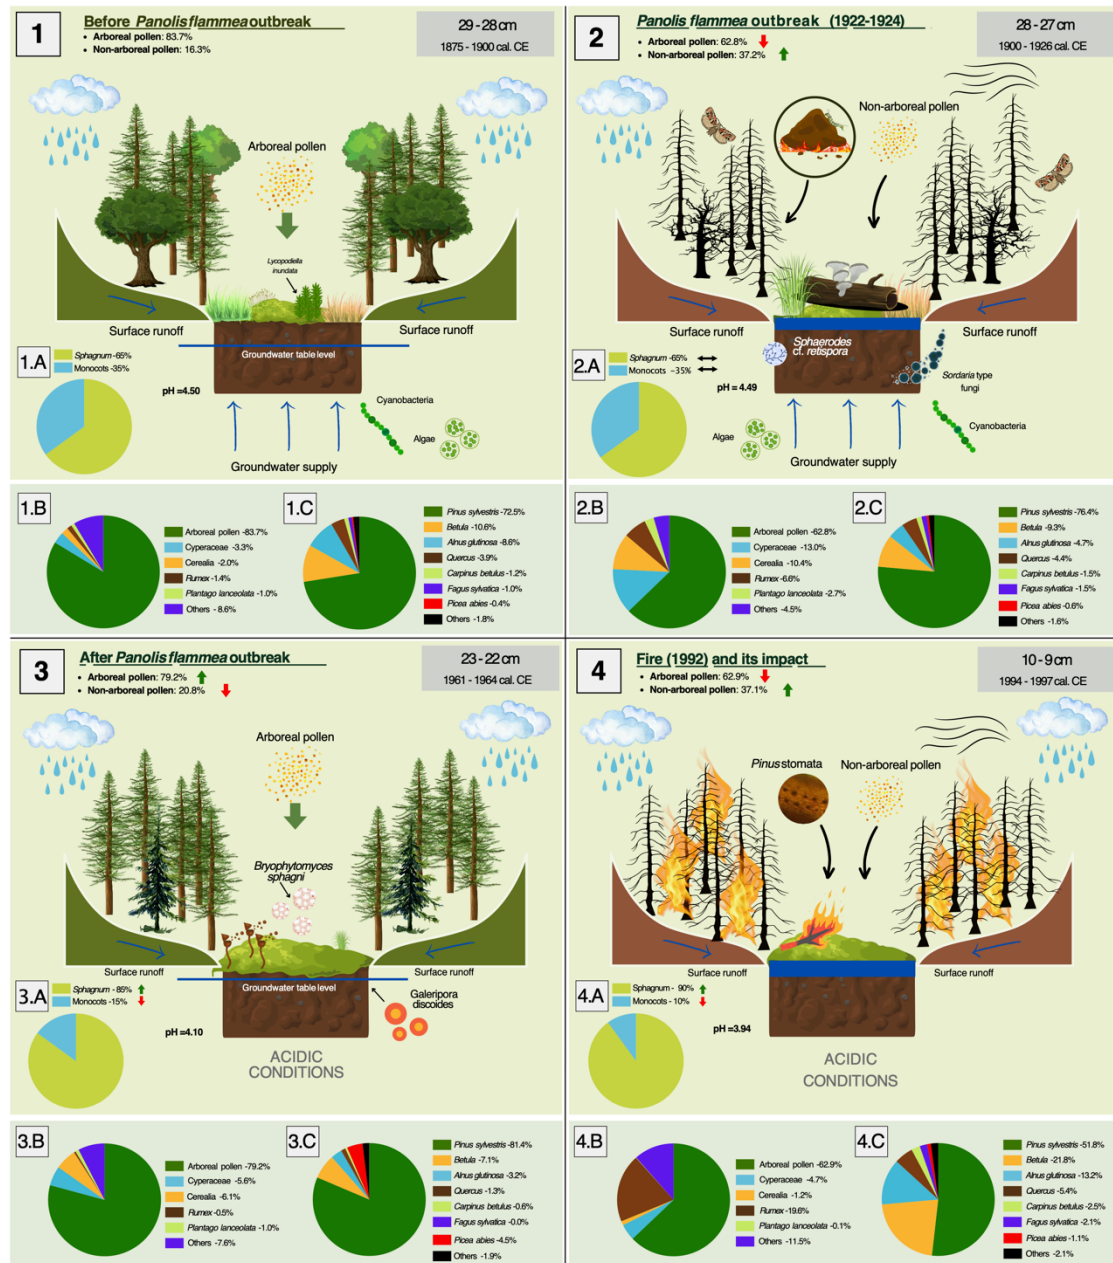 1
Before Panolis flammea outbreak
• Arboreal pollen: 83.7%
• Non-arboreal pollen: 16.3%
29 - 28 cm
1875 - 1900 cal. CE
Arboreal pollen
Lycopodiella
inundata
Surface runoff
Surface runoff
Groundwater table level
1.A
Sphagnum -65%
Monocots -35%
pH =4.50
Cyanobacteria
Algae
Groundwater supply
1.B
Arboreal pollen -83.7%
Cyperaceae -3.3%
Cerealia -2.0%
Rumex -1.4%
Plantago lanceolata -1.0%
Others - 8.6%
1.C
Pinus sylvestris -72.5%
Betula -10.6%
Alnus glutinosa -8.6%
Quercus -3.9%
Carpinus betulus -1.2%
Fagus sylvatica -1.0%
Picea abies -0.4%
Others -1.8%
2
Panolis flammea outbreak (1922-1924)
• Arboreal pollen: 62.8%
• Non-arboreal pollen: 37.2%
28 - 27 cm
1900 - 1926 cal. CE
Non-arboreal pollen
Surface runoff
Surface runoff
Sphaerodes
cf. retispora
Sordaria type
fungi
2.A
Sphagnum -65%
Monocots -35%
pH = 4.49
Cyanobacteria
Algae
Groundwater supply
2.B
Arboreal pollen -62.8%
Cyperaceae -13.0%
Cerealia -10.4%
Rumex -6.6%
Plantago lanceolata -2.7%
Others -4.5%
2.C
Pinus sylvestris -76.4%
Betula -9.3%
Alnus glutinosa -4.7%
Quercus -4.4%
Carpinus betulus -1.5%
Fagus sylvatica -1.5%
Picea abies -0.6%
Others -1.6%
3
After Panolis flammea outbreak
• Arboreal pollen: 79.2%
• Non-arboreal pollen: 20.8%
23 - 22 cm
1961 - 1964 cal. CE
Arboreal pollen
Bryophytomyces
sphagni
Surface runoff
Surface runoff
Groundwater table level
Galeripora
discoides
3.A
Sphagnum -85%
Monocots -15%
pH =4.10
ACIDIC
CONDITIONS
3.B
Arboreal pollen -79.2%
Cyperaceae -5.6%
Cerealia -6.1%
Rumex -0.5%
Plantago lanceolata -1.0%
Others -7.6%
3.C
Pinus sylvestris -81.4%
Betula -7.1%
Alnus glutinosa -3.2%
Quercus -1.3%
Carpinus betulus -0.6%
Fagus sylvatica -0.0%
Picea abies -4.5%
Others -1.9%
4
Fire (1992) and its impact
• Arboreal pollen: 62.9%
• Non-arboreal pollen: 37.1%
10 - 9 cm
1994 - 1997 cal. CE
Pinus stomata
Non-arboreal pollen
Surface runoff
Surface runoff
4.A
Sphagnum - 90%
Monocots - 10%
pH =3.94
ACIDIC
CONDITIONS
4.B
Arboreal pollen -62.9%
Cyperaceae -4.7%
Cerealia -1.2%
Rumex -19.6%
Plantago lanceolata -0.1%
Others -11.5%
4.C
Pinus sylvestris -51.8%
Betula -21.8%
Alnus glutinosa -13.2%
Quercus -5.4%
Carpinus betulus -2.5%
Fagus sylvatica -2.1%
Picea abies -1.1%
Others -2.1%